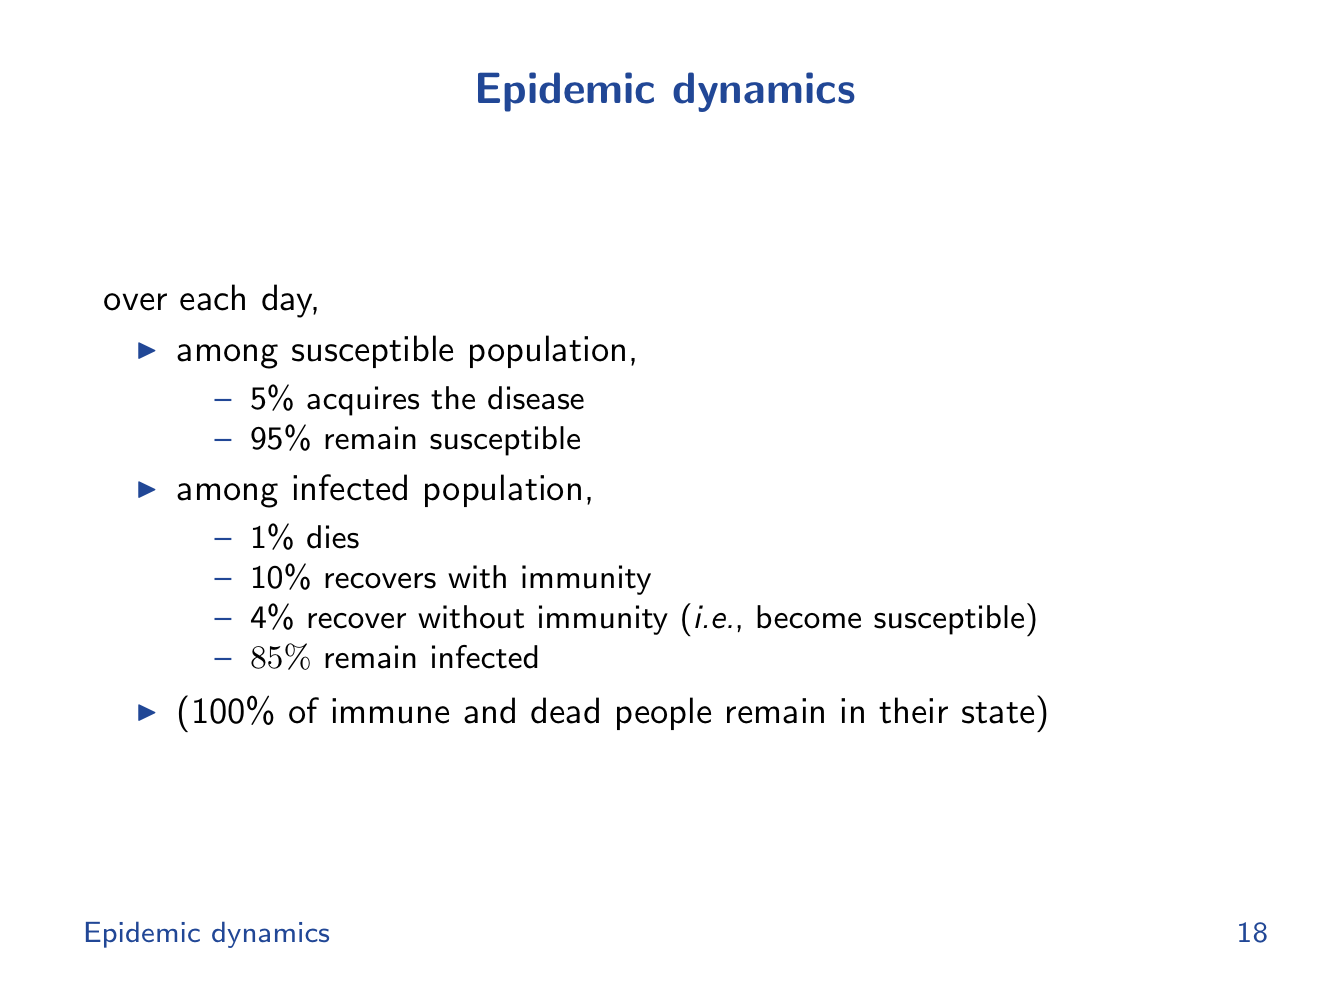 Epidemic dynamics
over each day,
▶ among susceptible population,
– 5% acquires the disease
– 95% remain susceptible
▶ among infected population,
– 1% dies
– 10% recovers with immunity
– 4% recover without immunity (i.e., become susceptible)
– 85% remain infected
▶ (100% of immune and dead people remain in their state)
Epidemic dynamics 18